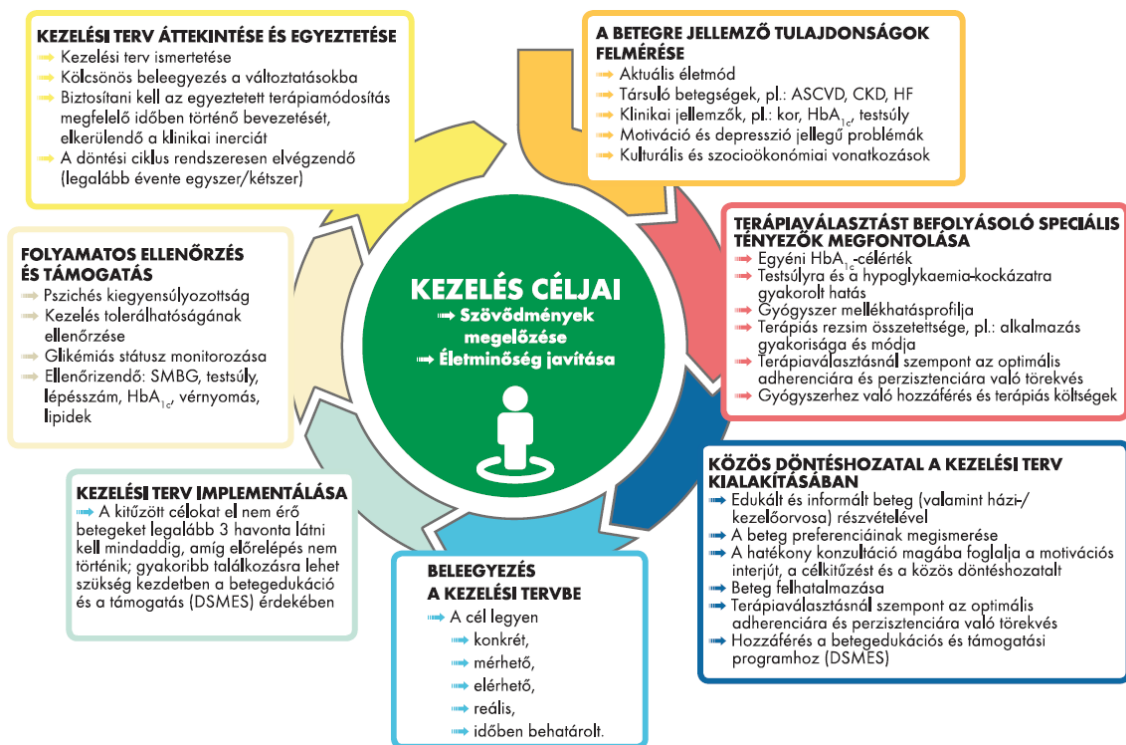 KEZELÉSI TERV ÁTTEKINTÉSE ÉS EGYEZTETÉSE
Kezelési terv ismertetése
Kölcsönös beleegyezés a változtatásokba
Biztosítani kell az egyeztetett terápiamódosítás
megfelelő időben történő bevezetését,
elkerülendő a klinikai inerciát
A döntési ciklus rendszeresen elvégzendő
(legalább évente egyszer/kétszer)
A BETEGRE JELLEMZŐ TULAJDONSÁGOK
FELMÉRÉSE
Aktuális életmód
Társuló betegségek, pl.: ASCVD, CKD, HF
Klinikai jellemzők, pl.: kor, HbA1c, testsúly
Motiváció és depresszió jellegű problémák
Kulturális és szocioökonómiai vonatkozások
TERÁPIAVÁLASZTÁST BEFOLYÁSOLÓ SPECIÁLIS
TÉNYEZŐK MEGFONTOLÁSA
Egyéni HbA1c-célérték
Testsúlyra és a hypoglykaemia-kockázatra
gyakorolt hatás
Gyógyszer mellékhatásprofilja
Terápiás rezsim összetettsége, pl.: alkalmazás
gyakorisága és módja
Terápiaválasztásnál szempont az optimális
adherenciára és perzisztenciára való törekvés
Gyógyszerhez való hozzáférés és terápiás költségek
KÖZÖS DÖNTÉSHOZATAL A KEZELÉSI TERV
KIALAKÍTÁSÁBAN
Edukált és informált beteg (valamint házi-/
kezelőorvosa) részvételével
A beteg preferenciáinak megismerése
A hatékony konzultáció magába foglalja a motivációs
interjút, a célkitűzést és a közös döntéshozatalt
Beteg felhatalmazása
Terápiaválasztásnál szempont az optimális
adherenciára és perzisztenciára való törekvés
Hozzáférés a betegedukációs és támogatási
programhoz (DSMES)
BELEEGYEZÉS
A KEZELÉSI TERVBE
A cél legyen
konkrét,
mérhető,
elérhető,
reális,
időben behatárolt.
KEZELÉSI TERV IMPLEMENTÁLÁSA
A kitűzött célokat el nem érő
betegeket legalább 3 havonta látni
kell mindaddig, amíg előrelépés nem
történik; gyakoribb találkozásra lehet
szükség kezdetben a betegedukáció
és a támogatás (DSMES) érdekében
FOLYAMATOS ELLENŐRZÉS
ÉS TÁMOGATÁS
Pszichés kiegyensúlyozottság
Kezelés tolerálhatóságának
ellenőrzése
Glikémiás státusz monitorozása
Ellenőrizendő: SMBG, testsúly,
lépésszám, HbA1c, vérnyomás,
lipidek
KEZELÉS CÉLJAI
Szövődmények
megelőzése
Életminőség javítása